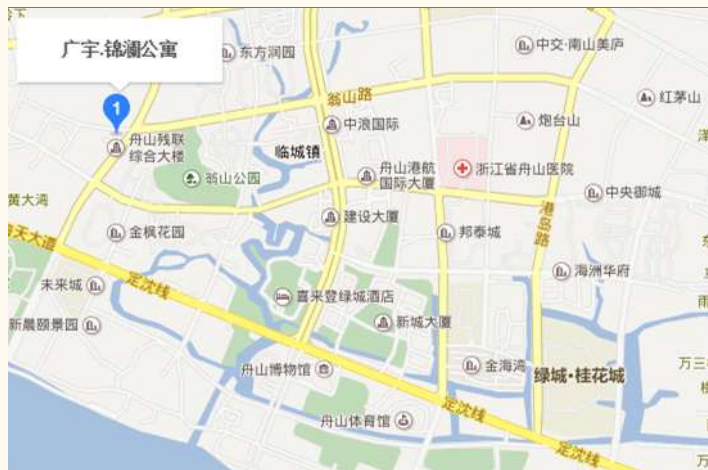 广宇.锦澜公寓
1
东方润园
中交·南山美庐
翁山路
红茅山
舟山残联
综合大楼
中浪国际
炮台山
临城镇
翁山公园
舟山港航
国际大厦
浙江省舟山医院
中央御城
黄大湾
港岛路
金枫花园
建设大厦
邦泰城
天大道
未来城
定沈线
海洲华府
喜来登绿城酒店
新晨颐景园
新城大厦
舟山博物馆
金海湾
绿城·桂花城
万三
定沈线
舟山体育馆
定沈线
万